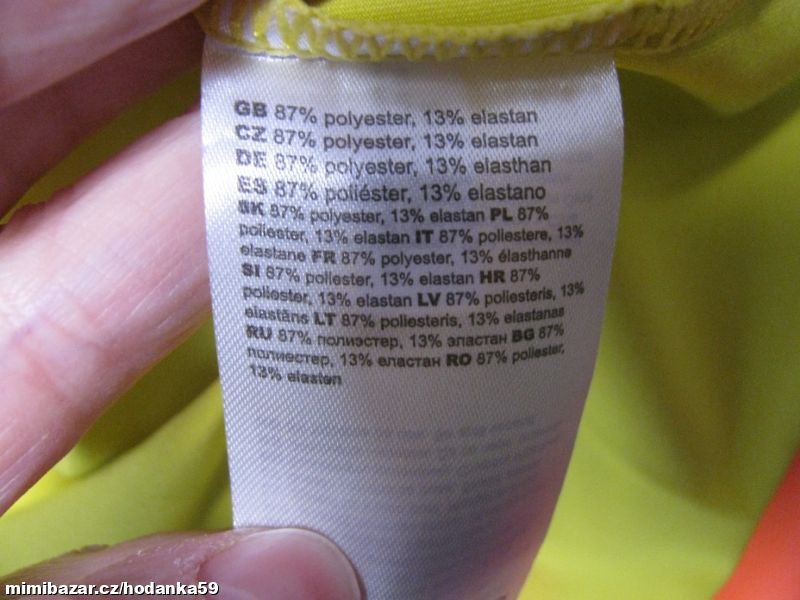 GB 87% polyester, 13% elastan
CZ 87% polyester, 13% elastan
DE 87% polyester, 13% elasthan
ES 87% poliéster, 13% elastano
SK 87% polyester, 13% elastan PL 87%
poliester, 13% elastan IT 87% poliestere, 13%
elastane FR 87% polyester, 13% élasthanne
SI 87% poliester, 13% elastan HR 87%
poliester, 13% elastan LV 87% poliesteris, 13%
elastāns LT 87% poliesteris, 13% elastanas
RU 87% полиэстер, 13% эластан BG 87%
полиестер, 13% еластан RO 87% poliester,
13% elasten
mimibazar.cz/hodanka59